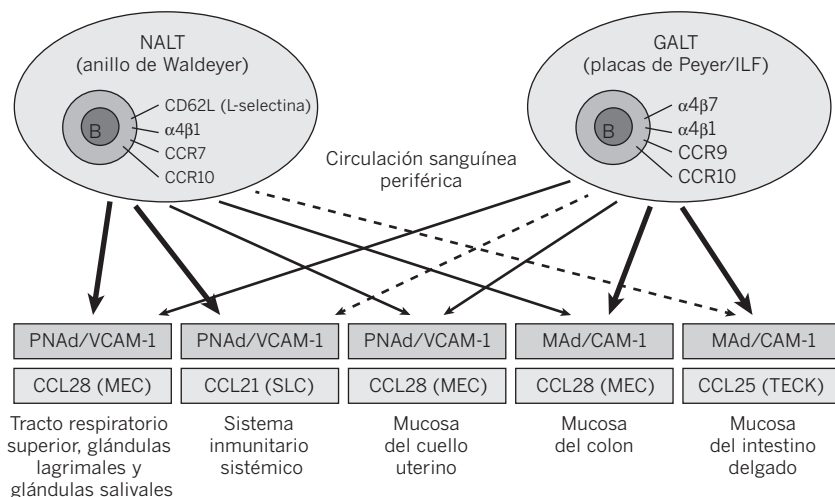 NALT
(anillo de Waldeyer)
B
CD62L (L-selectina)
α4β1
CCR7
CCR10
GALT
(placas de Peyer/ILF)
B
α4β7
α4β1
CCR9
CCR10
Circulación sanguínea
periférica
PNAd/VCAM-1
PNAd/VCAM-1
PNAd/VCAM-1
MAd/CAM-1
MAd/CAM-1
CCL28 (MEC)
CCL21 (SLC)
CCL28 (MEC)
CCL28 (MEC)
CCL25 (TECK)
Tracto respiratorio
superior, glándulas
lagrimales y
glándulas salivales
Sistema
inmunitario
sistémico
Mucosa
del cuello
uterino
Mucosa
del colon
Mucosa
del intestino
delgado